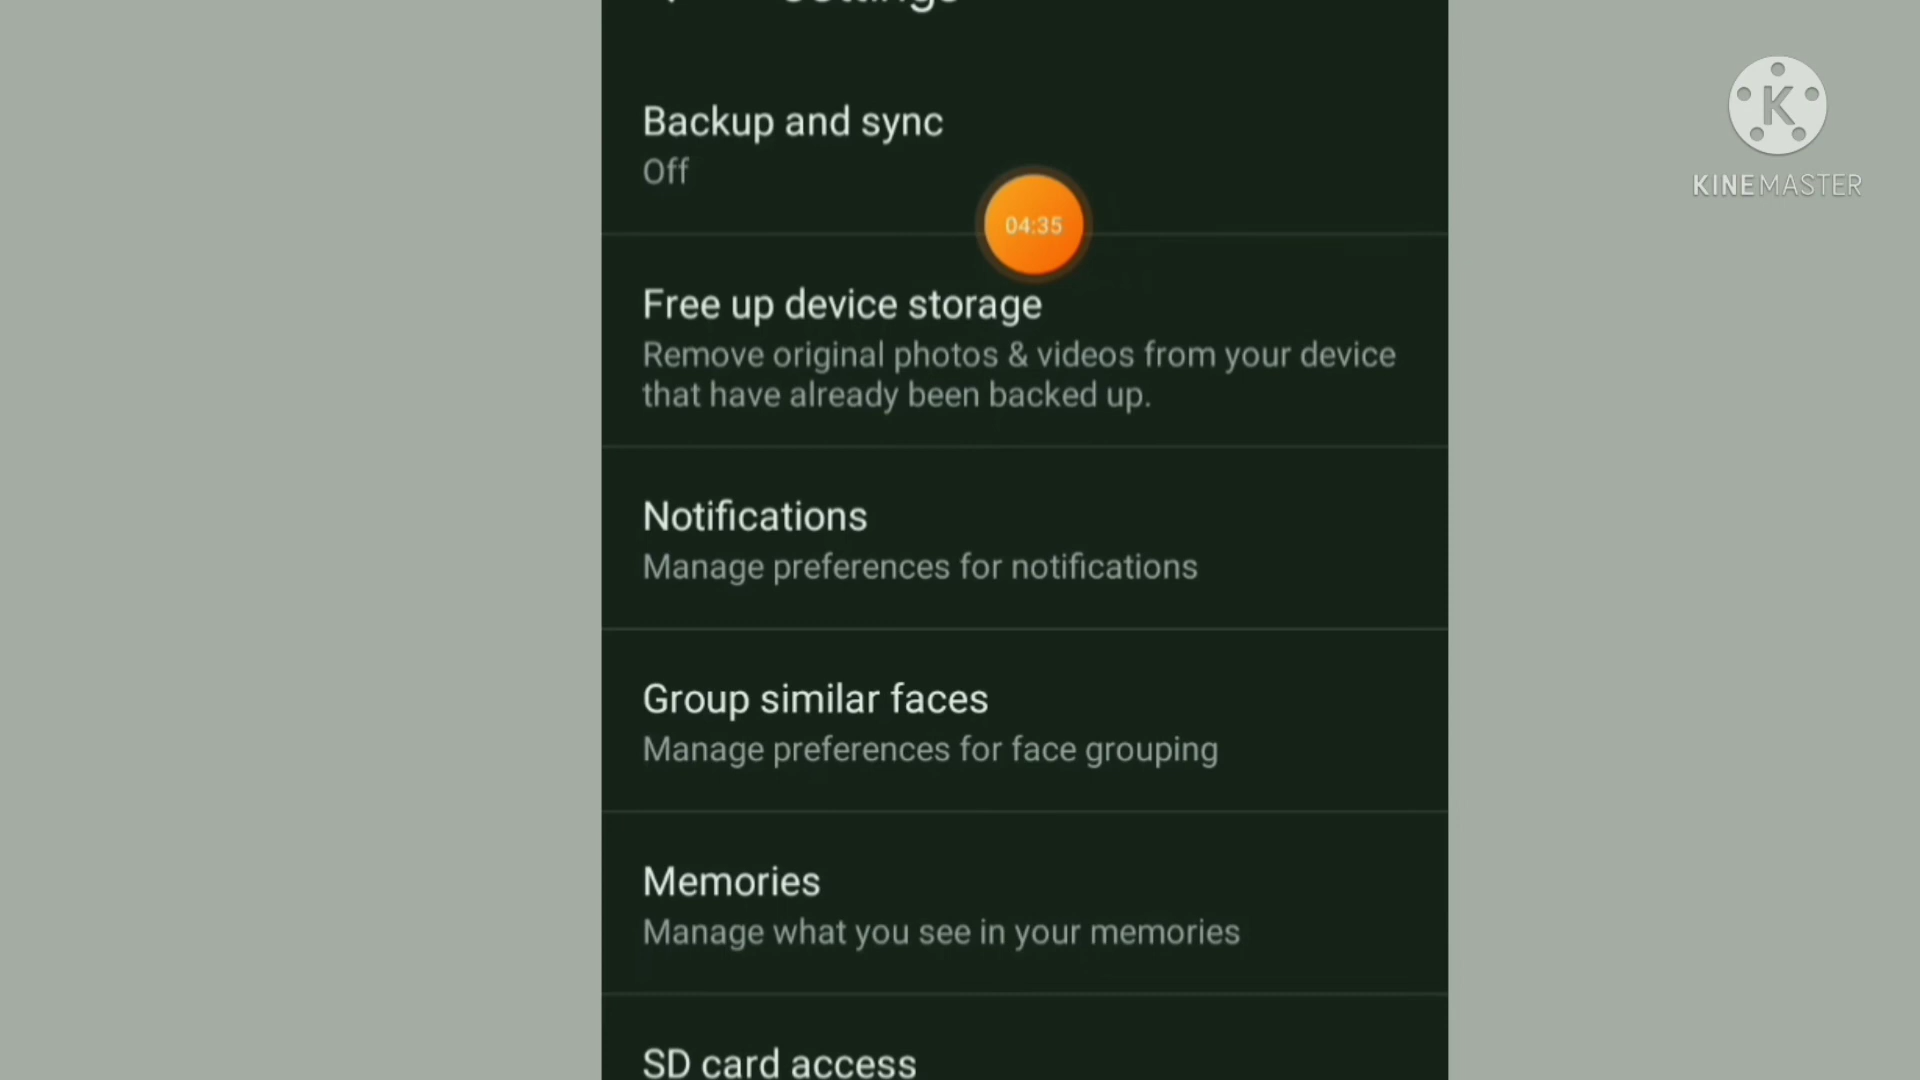 Settings
Backup and sync
Off
04:35
Free up device storage
Remove original photos & videos from your device
that have already been backed up.
Notifications
Manage preferences for notifications
Group similar faces
Manage preferences for face grouping
Memories
Manage what you see in your memories
SD card access
K
KINEMASTER